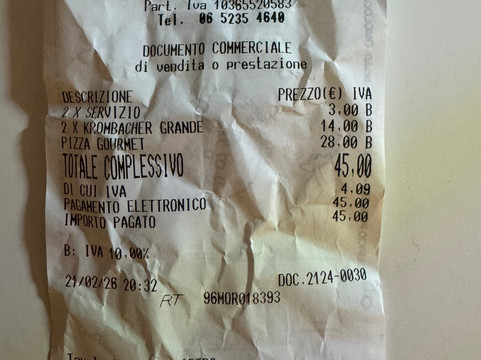 Part. Iva 10365520583
Tel. 06 5235 4640
DOCUMENTO COMMERCIALE
di vendita o prestazione
DESCRIZIONE PREZZO(€) IVA
2 X SERVIZIO 3,00 B
2 X KROMBACHER GRANDE 14,00 B
PIZZA GOURMET 28,00 B
TOTALE COMPLESSIVO 45,00
DI CUI IVA 4,09
PAGAMENTO ELETTRONICO 45,00
IMPORTO PAGATO 45,00
B: IVA 10,00%
21/02/26 20:32 DOC.2124-0030
RT 96MQR018393